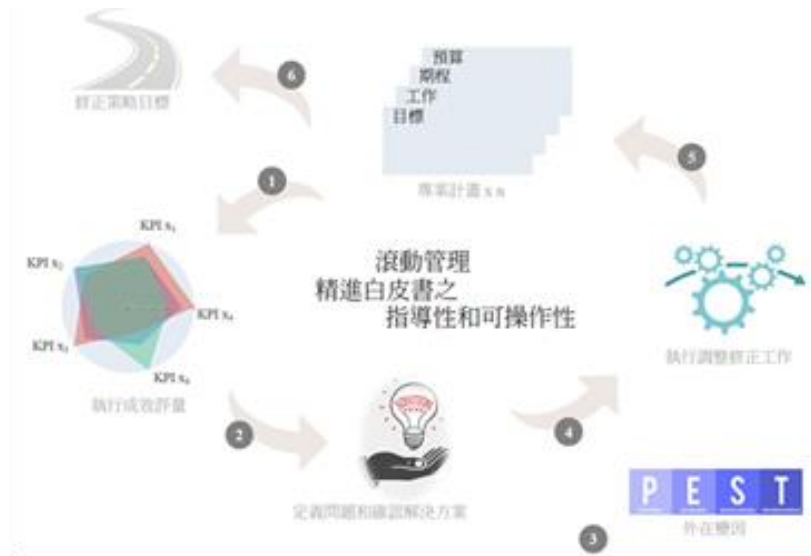 修正策略目標
6
預算
期程
工作
目標
專案計畫 x n
5
1
KPI x₁
KPI x₂
KPI x₃
執行成效評量
滾動管理
精進白皮書之
指導性和可操作性
執行調整修正工作
2
定義問題和確認解決方案
4
3
P E S T
外在變因